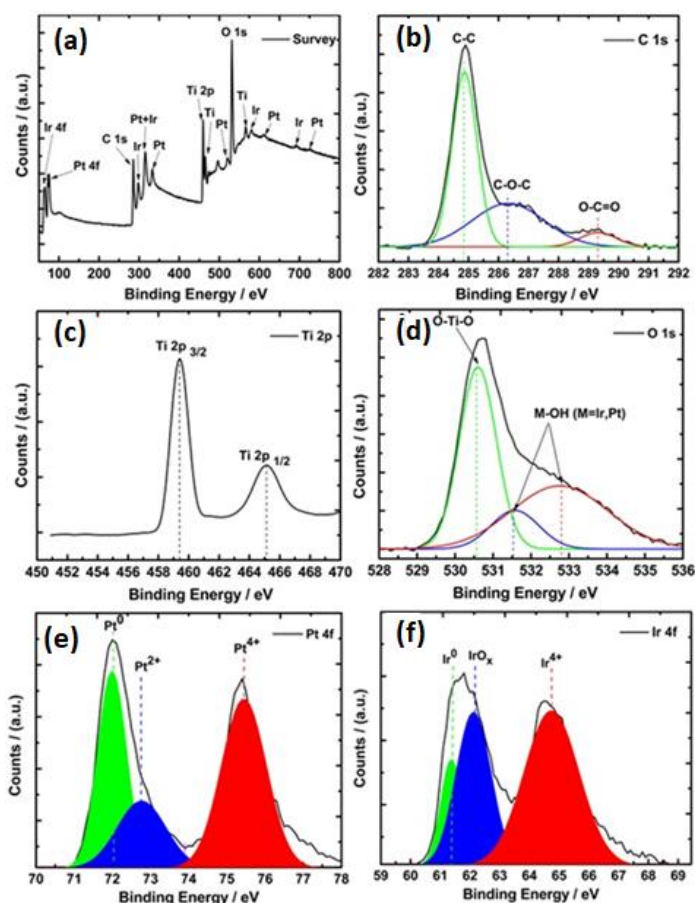 (a)
Survey
O 1s
Ti 2p
Ti
Ir
Ti
Pt
Pt
Pt+Ir
Ir
Pt
Ir 4f
C 1s
Ir
Pt
Pt 4f
Counts / (a.u.)
100 200 300 400 500 600 700 800
Binding Energy / eV
(b)
C-C
C 1s
C-O-C
O-C=O
Counts / (a.u.)
282 283 284 285 286 287 288 289 290 291 292
Binding Energy / eV
(c)
Ti 2p
Ti 2p 3/2
Ti 2p 1/2
Counts / (a.u.)
450 452 454 456 458 460 462 464 466 468 470
Binding Energy / eV
(d)
O-Ti-O
O 1s
M-OH (M=Ir,Pt)
Counts / (a.u.)
528 529 530 531 532 533 534 535 536
Binding Energy / eV
(e)
Pt⁰
Pt 4f
Pt²⁺
Pt⁴⁺
Counts / (a.u.)
70 71 72 73 74 75 76 77 78
Binding Energy / eV
(f)
Ir 4f
Ir⁰
IrOₓ
Ir⁴⁺
Counts / (a.u.)
59 60 61 62 63 64 65 66 67 68 69
Binding Energy / eV